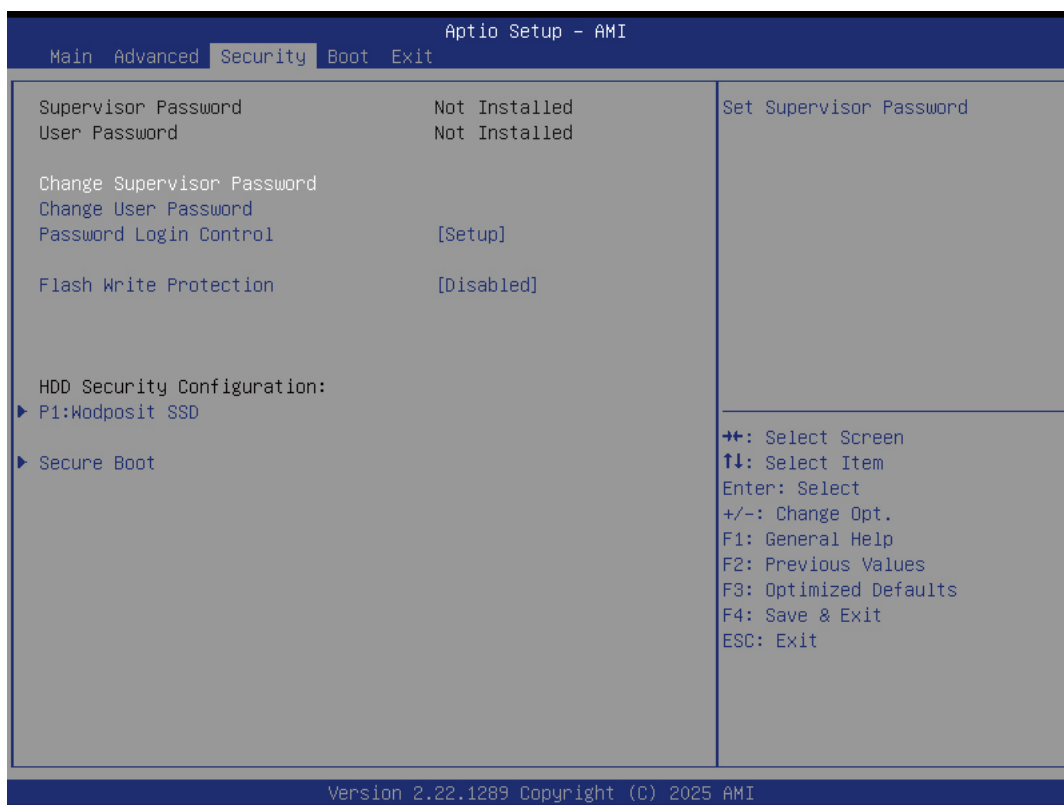 Aptio Setup – AMI
Main Advanced Security Boot Exit
Supervisor Password Not Installed
User Password Not Installed
Change Supervisor Password
Change User Password
Password Login Control [Setup]
Flash Write Protection [Disabled]
HDD Security Configuration:
▶ P1:Wodposit SSD
▶ Secure Boot
Set Supervisor Password
→←: Select Screen
↑↓: Select Item
Enter: Select
+/-: Change Opt.
F1: General Help
F2: Previous Values
F3: Optimized Defaults
F4: Save & Exit
ESC: Exit
Version 2.22.1289 Copyright (C) 2025 AMI